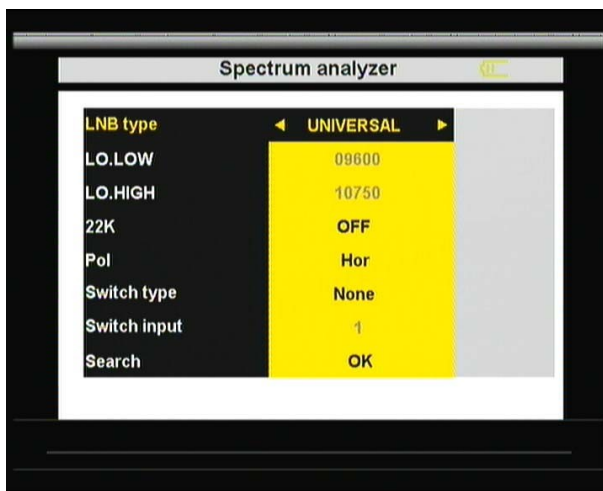 Spectrum analyzer
LNB type UNIVERSAL
LO.LOW 09600
LO.HIGH 10750
22K OFF
Pol Hor
Switch type None
Switch input 1
Search OK